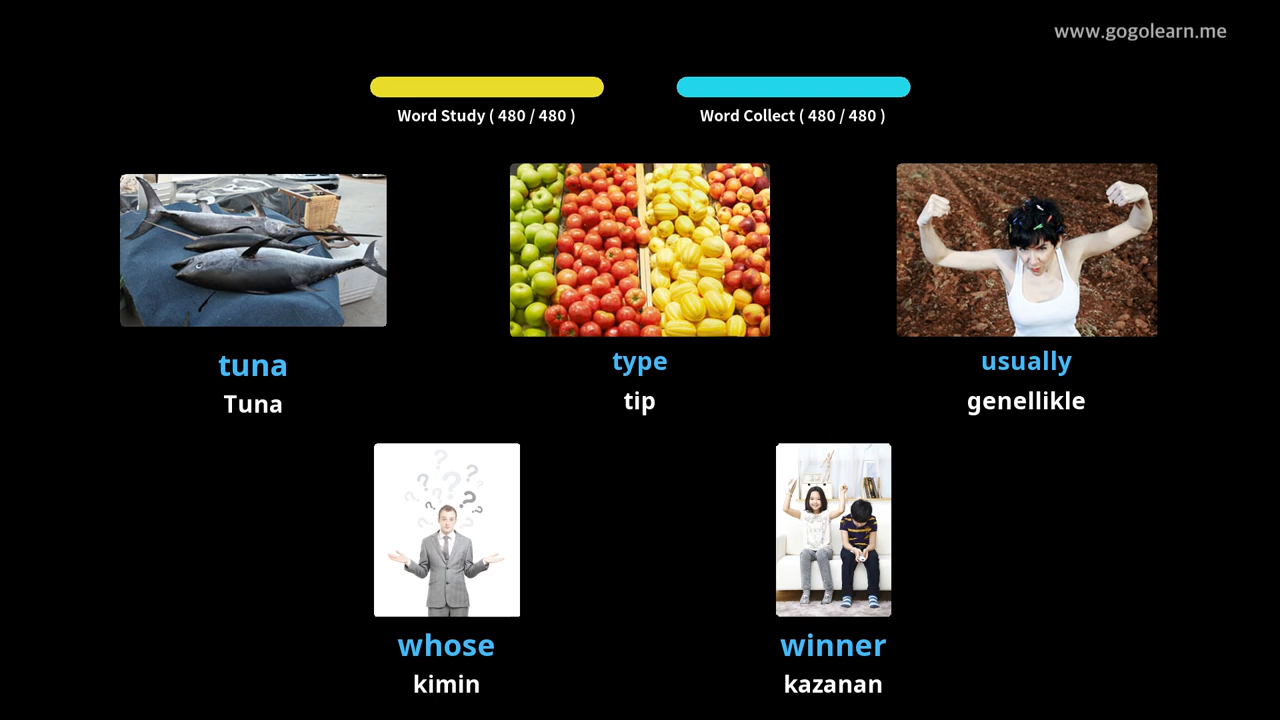 www.gogolearn.me
Word Study ( 480 / 480 )
Word Collect ( 480 / 480 )
tuna
Tuna
type
tip
usually
genellikle
whose
kimin
winner
kazanan